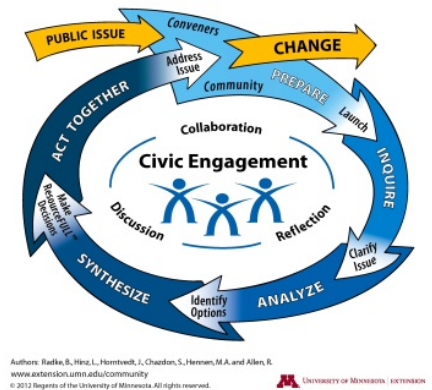 PUBLIC ISSUE
Conveners
CHANGE
Address
Issue
Community
PREPARE
Launch
ACT TOGETHER
INQUIRE
Collaboration
Civic Engagement
Discussion
Reflection
Make
ResourceFULL™
Decisions
Clarify
Issue
SYNTHESIZE
Identify
Options
ANALYZE
Authors: Radke, B., Hinz, L., Horntvedt, J., Chazdon, S., Hennen, M.A. and Allen, R.
www.extension.umn.edu/community
© 2012 Regents of the University of Minnesota. All rights reserved.
M UNIVERSITY OF MINNESOTA | EXTENSION